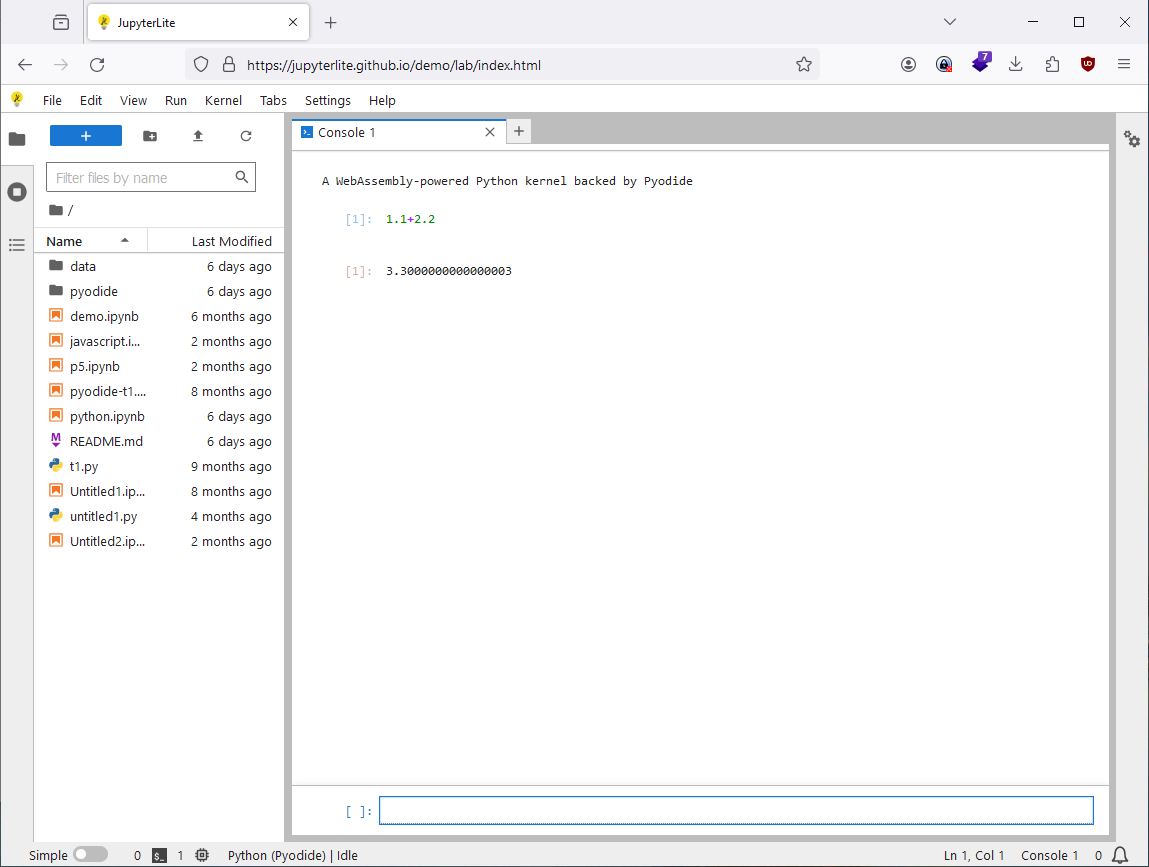 JupyterLite
https://jupyterlite.github.io/demo/lab/index.html
7
UD
File Edit View Run Kernel Tabs Settings Help
+
Filter files by name
/
Name Last Modified
data 6 days ago
pyodide 6 days ago
demo.ipynb 6 months ago
javascript.i... 2 months ago
p5.ipynb 2 months ago
pyodide-t1.... 8 months ago
python.ipynb 6 days ago
README.md 6 days ago
t1.py 9 months ago
Untitled1.ip... 8 months ago
untitled1.py 4 months ago
Untitled2.ip... 2 months ago
Console 1
A WebAssembly-powered Python kernel backed by Pyodide
[1]: 1.1+2.2
[1]: 3.3000000000000003
[ ]:
Simple 0 $_ 1 Python (Pyodide) | Idle Ln 1, Col 1 Console 1 0